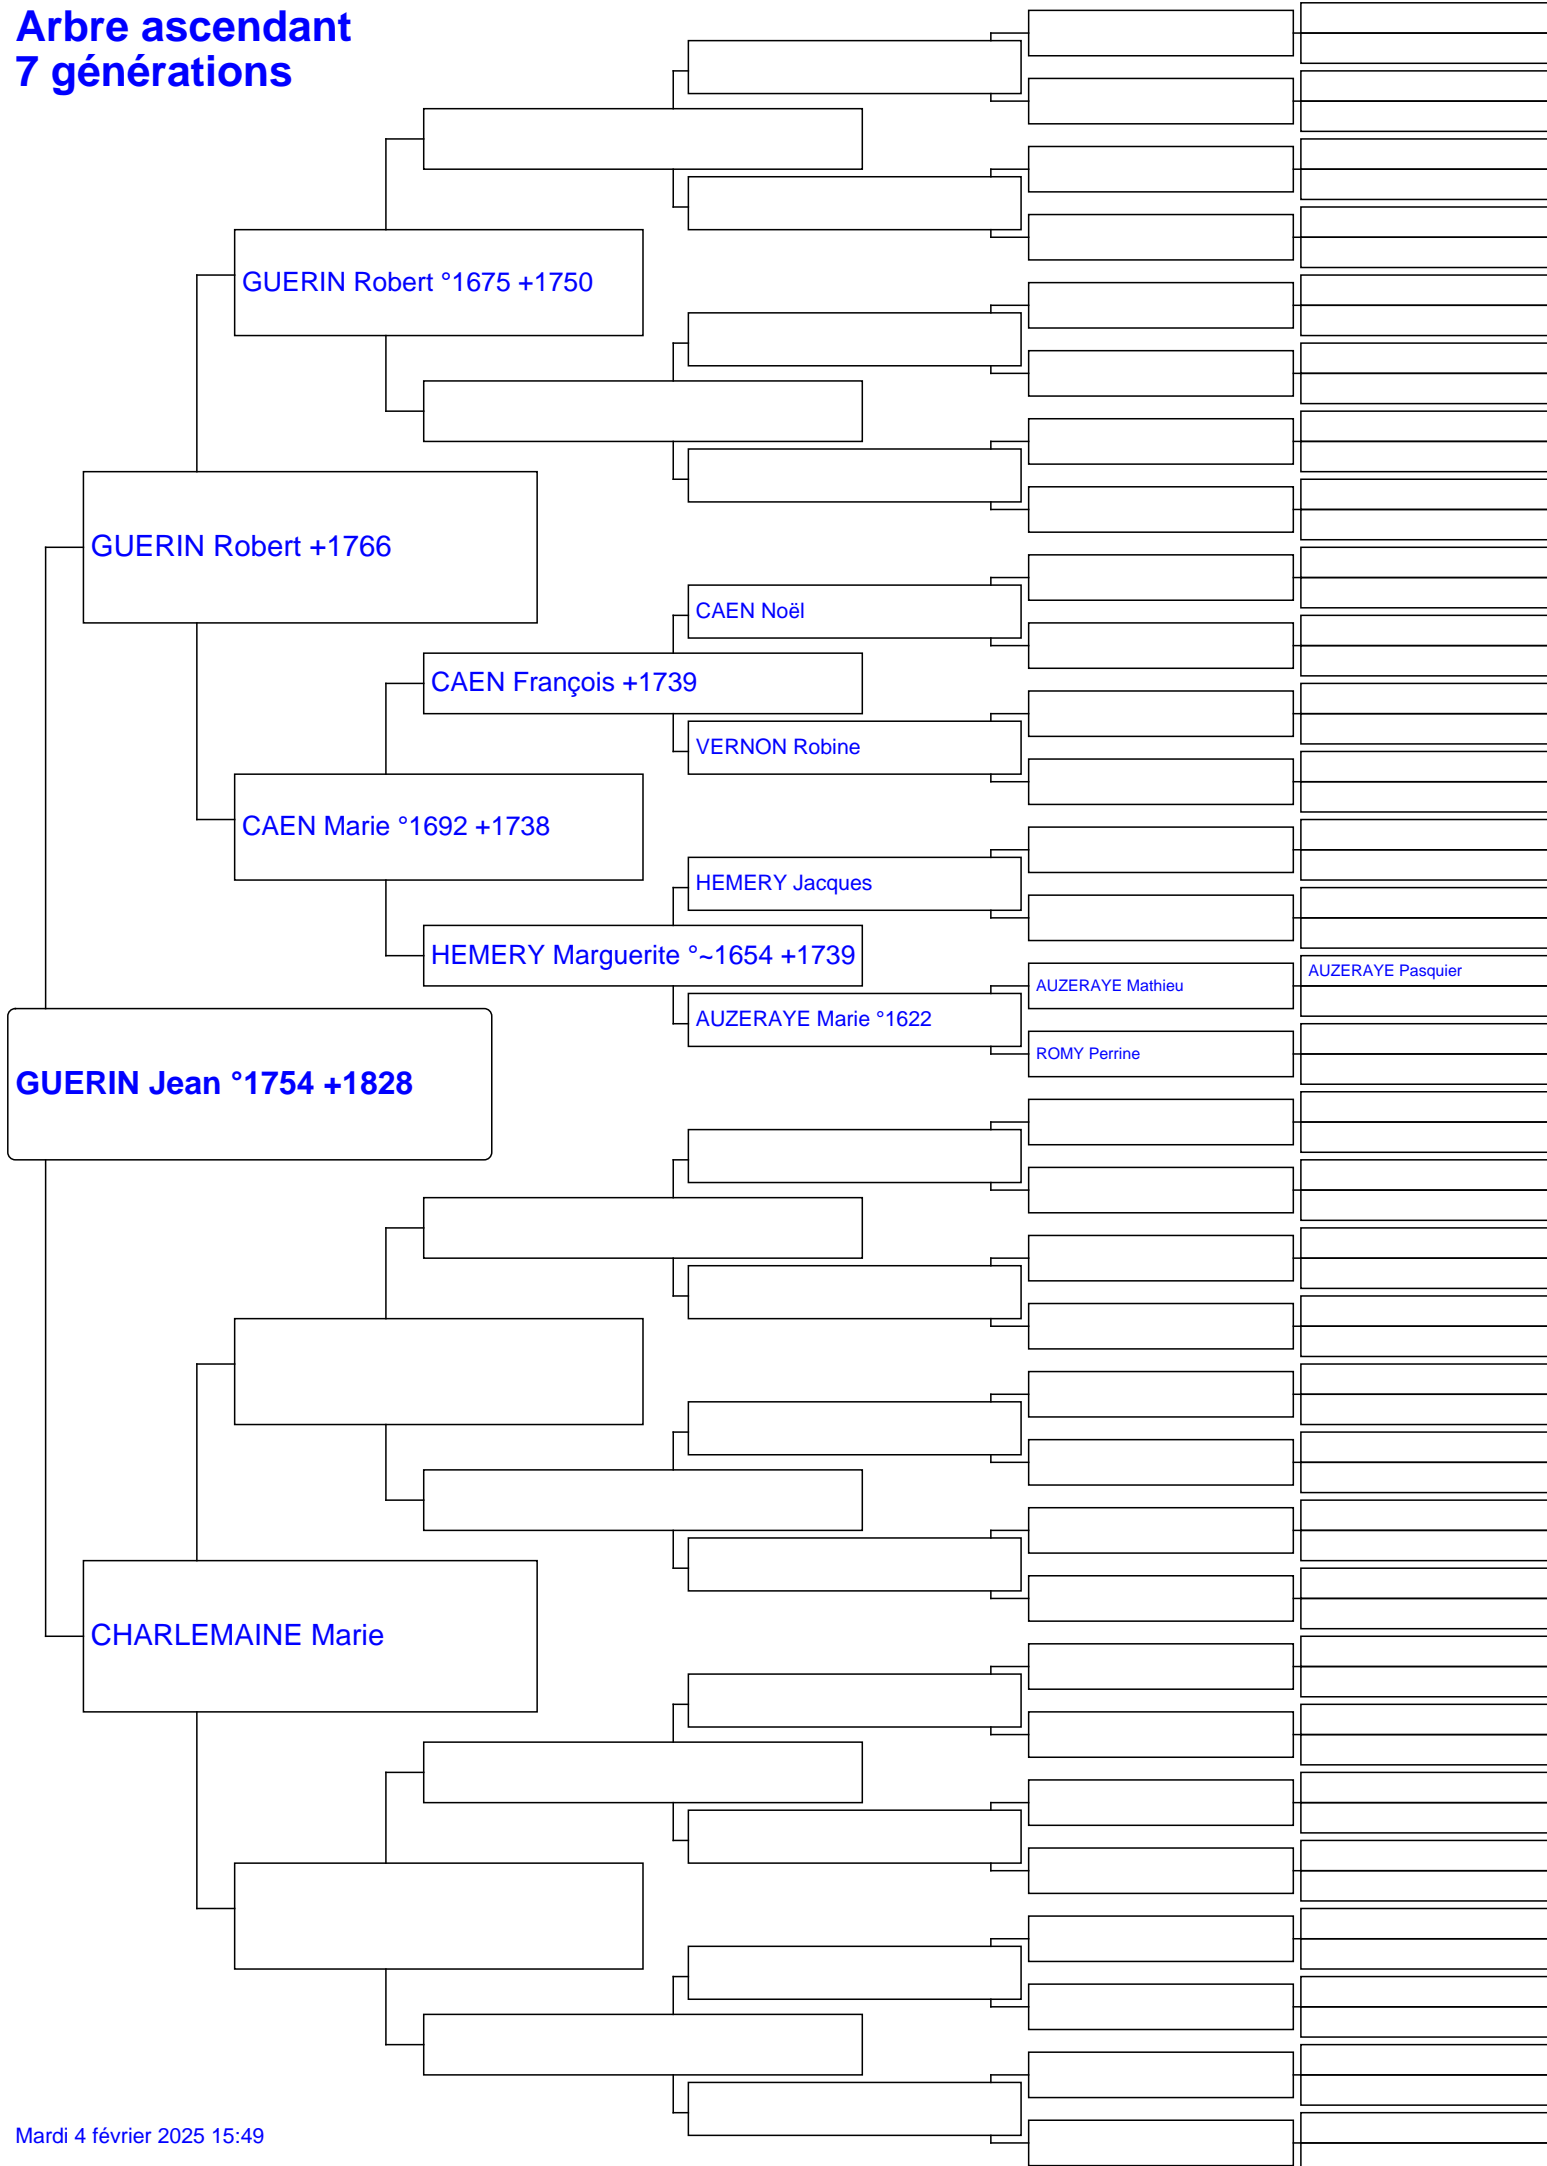 Arbre ascendant
7 générations
GUERIN Robert °1675 +1750
GUERIN Robert +1766
CAEN Noël
CAEN François +1739
VERNON Robine
CAEN Marie °1692 +1738
HEMERY Jacques
HEMERY Marguerite °~1654 +1739
AUZERAYE Pasquier
AUZERAYE Mathieu
AUZERAYE Marie °1622
ROMY Perrine
GUERIN Jean °1754 +1828
CHARLEMAINE Marie
Mardi 4 février 2025 15:49